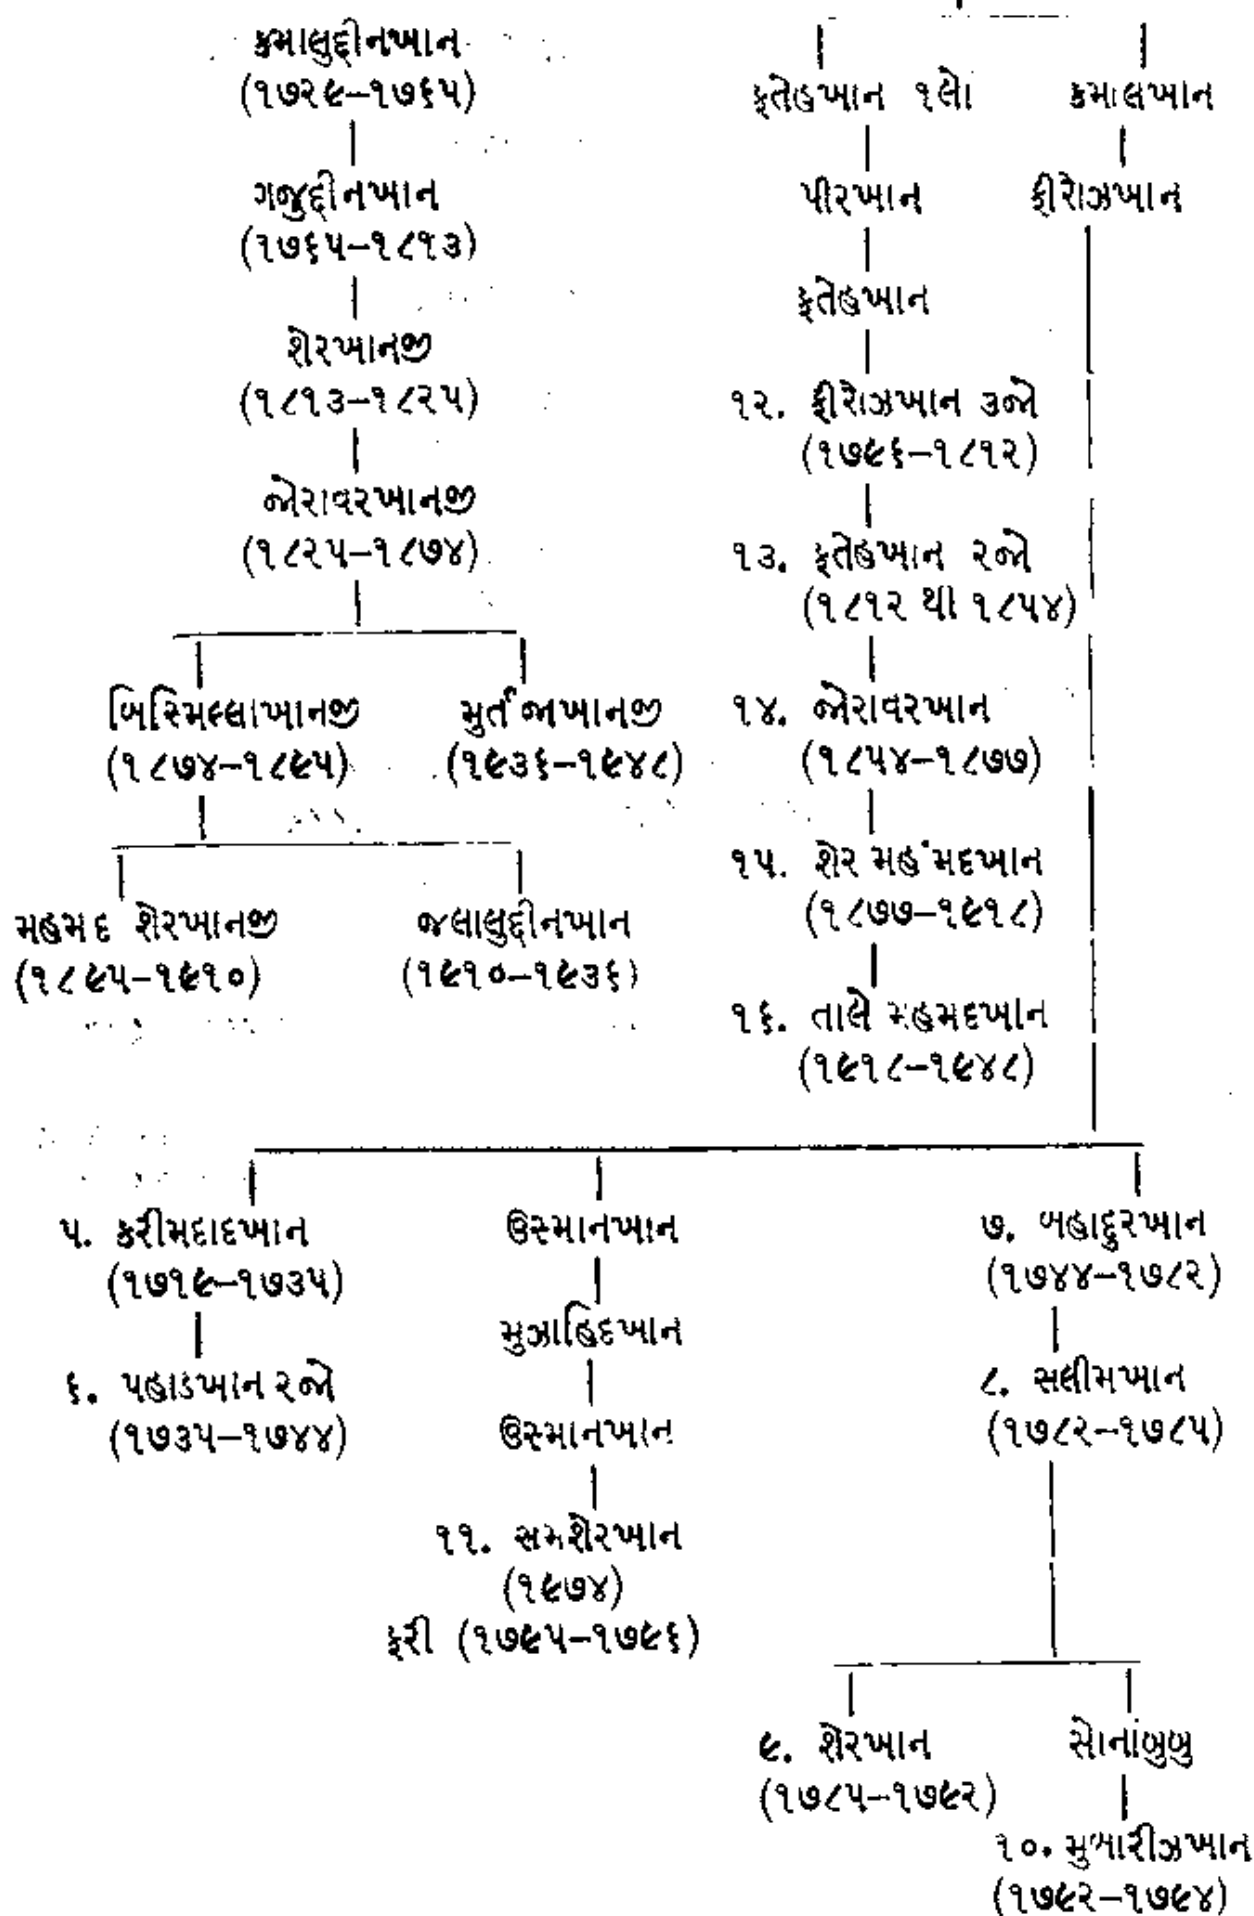 કમાલુદ્દીનખાન
(૧૭૨૯–૧૭૬૫)
ગજુદ્દીનખાન
(૧૭૬૫–૧૮૧૩)
શેરખાનજી
(૧૮૧૩–૧૮૨૫)
જોરાવરખાનજી
(૧૮૨૫–૧૮૭૪)
બિસ્મિલ્લાખાનજી
(૧૮૭૪–૧૮૯૫)
મુર્તજાખાનજી
(૧૯૩૬–૧૯૪૮)
મહમદ શેરખાનજી
(૧૮૯૫–૧૯૧૦)
જલાલુદ્દીનખાન
(૧૯૧૦–૧૯૩૬)
ફતેહખાન ૧લો
પીરખાન
ફતેહખાન
૧૨. ફીરોઝખાન ૩જો
(૧૭૯૬–૧૮૧૨)
૧૩. ફતેહખાન ૨જો
(૧૮૧૨ થી ૧૮૫૪)
૧૪. જોરાવરખાન
(૧૮૫૪–૧૮૭૭)
૧૫. શેર મહંમદખાન
(૧૮૭૭–૧૯૧૮)
૧૬. તાલે મહમદખાન
(૧૯૧૮–૧૯૪૮)
કમાલખાન
ફીરોઝખાન
૫. કરીમદાદખાન
(૧૭૧૯–૧૭૩૫)
૬. પહાડખાન ૨જો
(૧૭૩૫–૧૭૪૪)
ઉસ્માનખાન
મુઝાહિદખાન
ઉસ્માનખાન
૧૧. સમશેરખાન
(૧૯૭૪)
ફરી (૧૭૯૫–૧૭૯૬)
૭. બહાદુરખાન
(૧૭૪૪–૧૭૮૨)
૮. સલીમખાન
(૧૭૮૨–૧૭૮૫)
૯. શેરખાન
(૧૭૮૫–૧૭૯૨)
સોનાંબુબુ
૧૦. મુબારીઝખાન
(૧૭૯૨–૧૭૯૪)